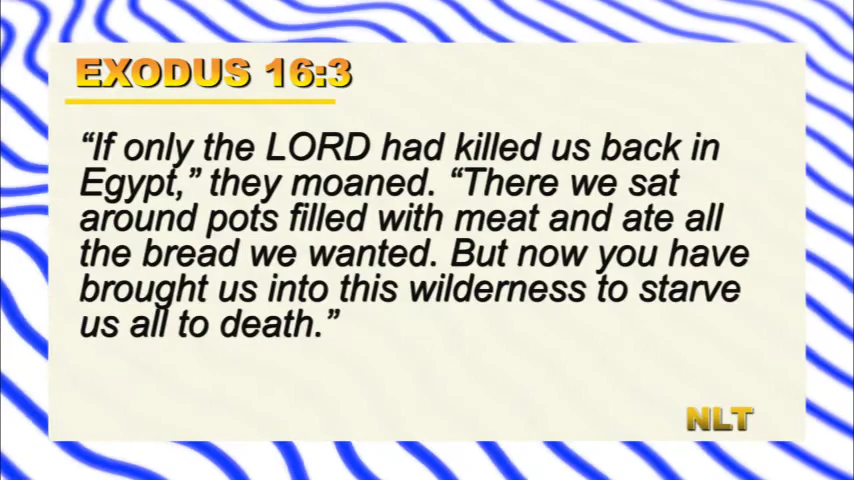 EXODUS 16:3
“If only the LORD had killed us back in
Egypt,” they moaned. “There we sat
around pots filled with meat and ate all
the bread we wanted. But now you have
brought us into this wilderness to starve
us all to death.”
NLT